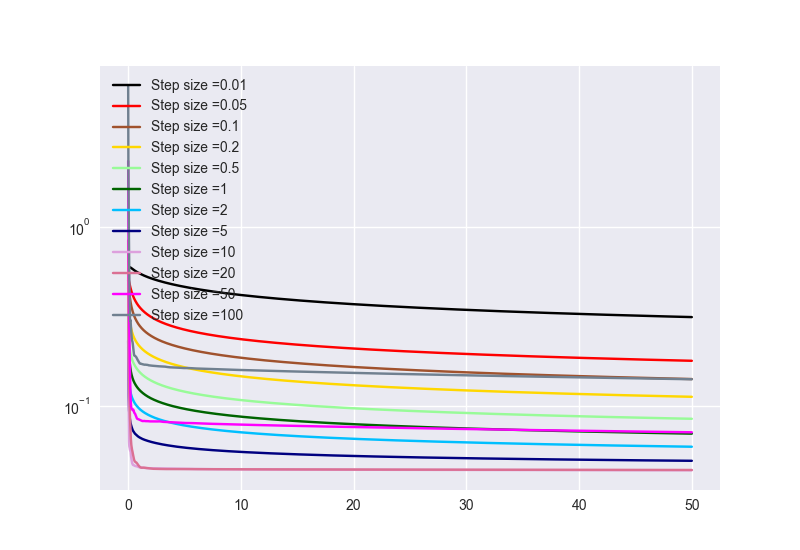 Step size =0.01
Step size =0.05
Step size =0.1
Step size =0.2
Step size =0.5
Step size =1
Step size =2
Step size =5
Step size =10
Step size =20
Step size =50
Step size =100
10⁰
10⁻¹
0 10 20 30 40 50